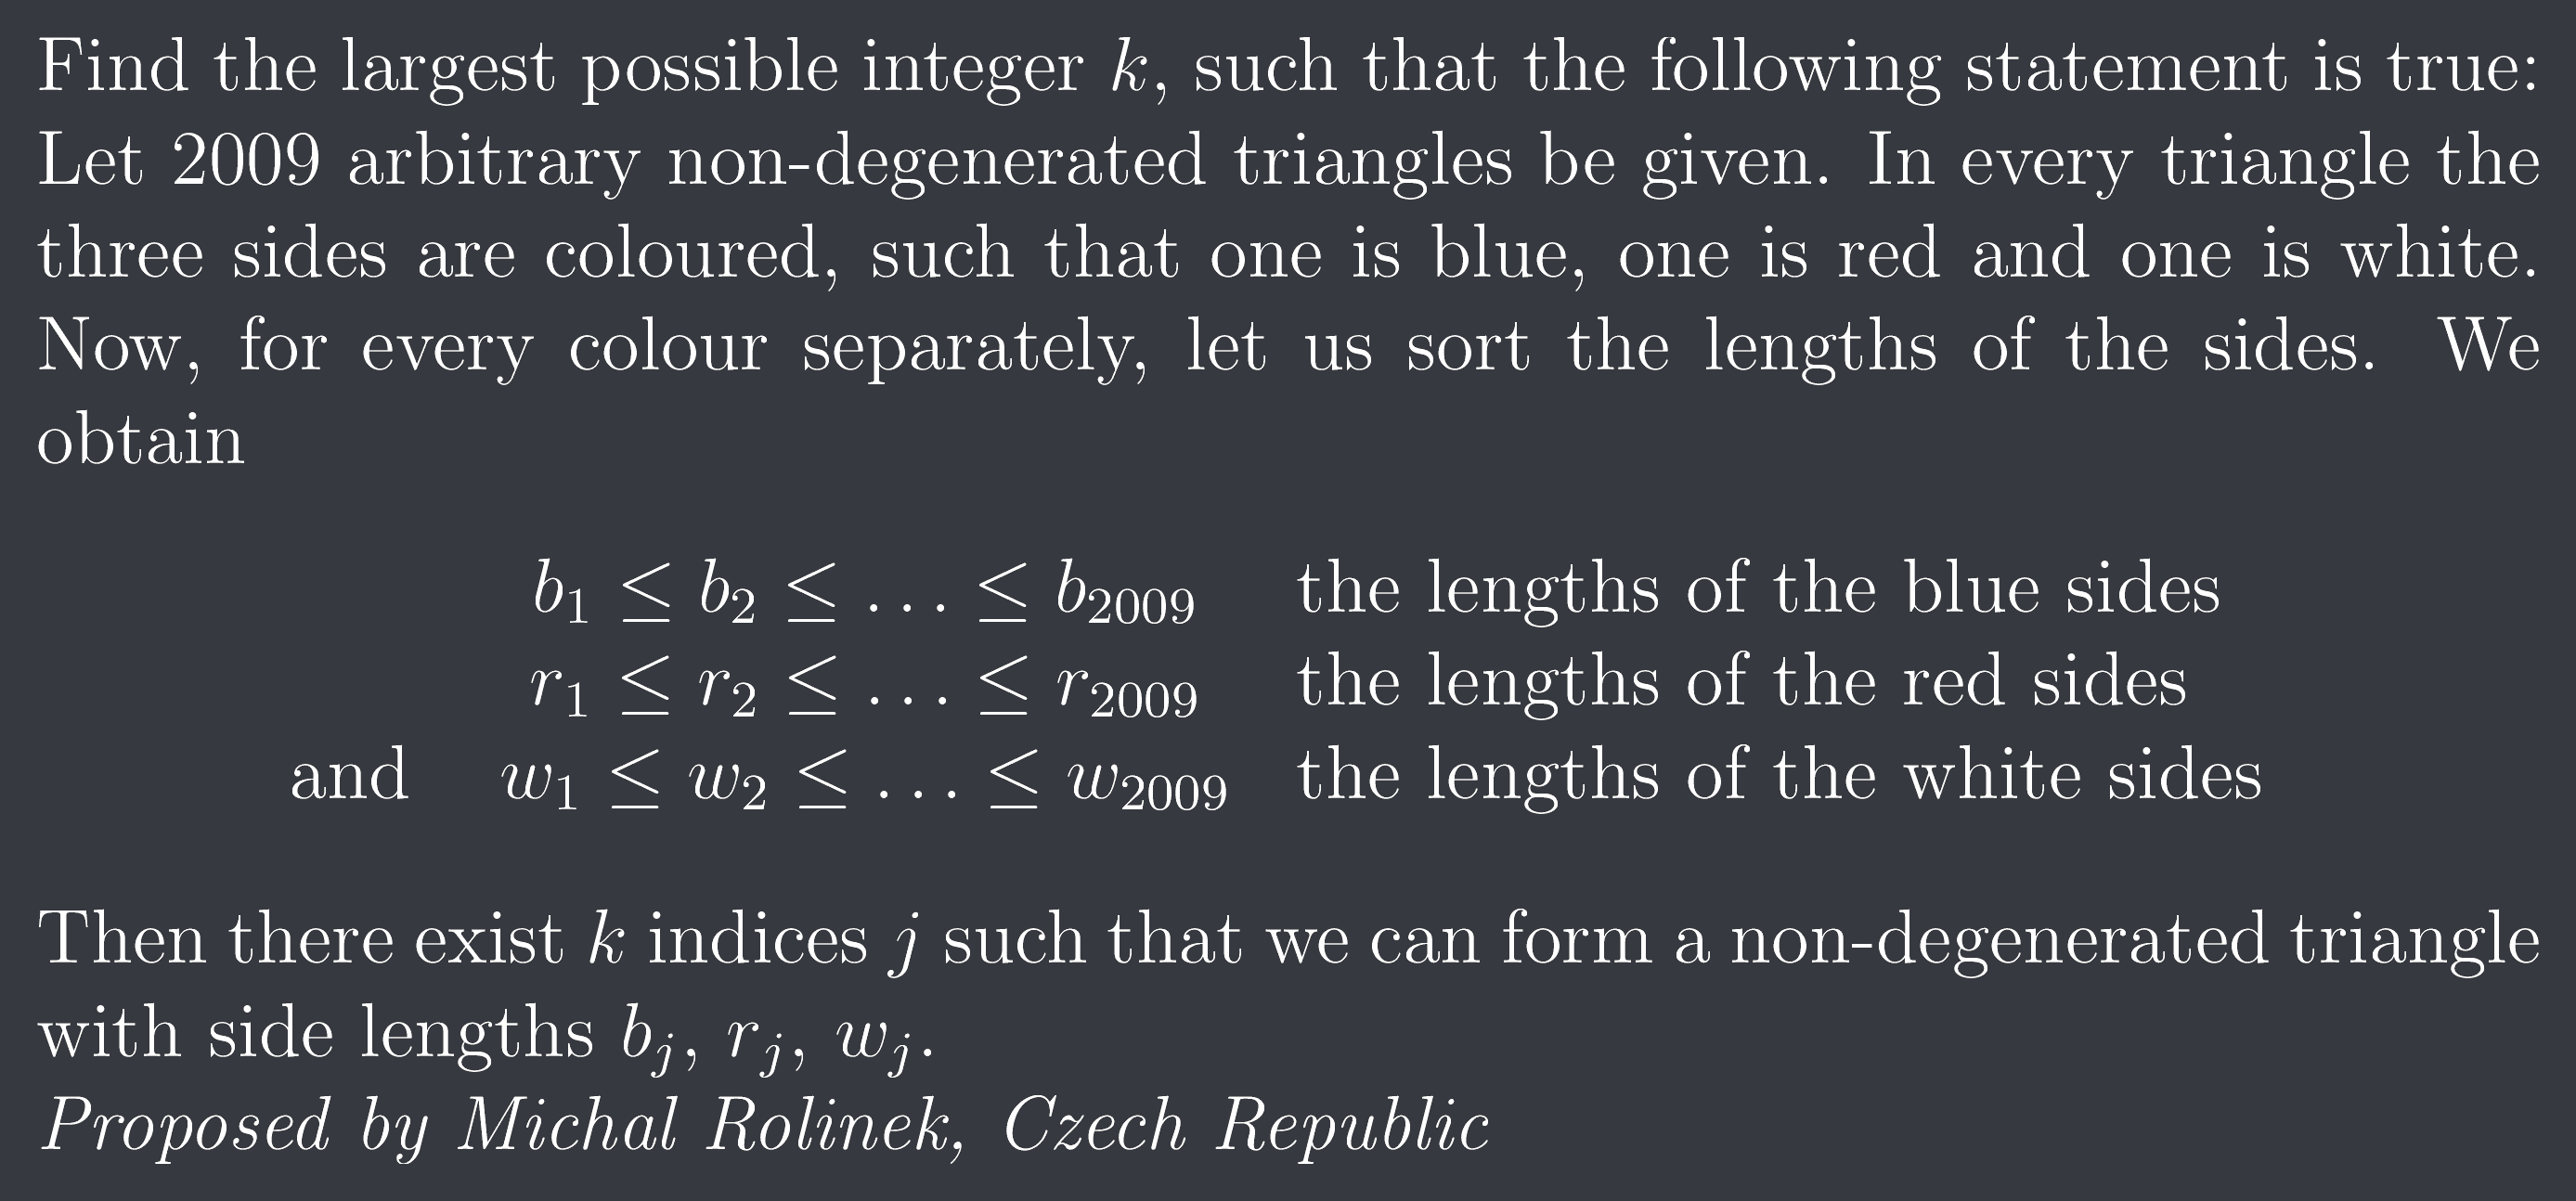 Find the largest possible integer $k$, such that the following statement is true:
Let 2009 arbitrary non-degenerated triangles be given. In every triangle the
three sides are coloured, such that one is blue, one is red and one is white.
Now, for every colour separately, let us sort the lengths of the sides. We
obtain
$b_1 \leq b_2 \leq \ldots \leq b_{2009}$ the lengths of the blue sides
$r_1 \leq r_2 \leq \ldots \leq r_{2009}$ the lengths of the red sides
and $w_1 \leq w_2 \leq \ldots \leq w_{2009}$ the lengths of the white sides
Then there exist $k$ indices $j$ such that we can form a non-degenerated triangle
with side lengths $b_j$, $r_j$, $w_j$.
Proposed by Michal Rolinek, Czech Republic